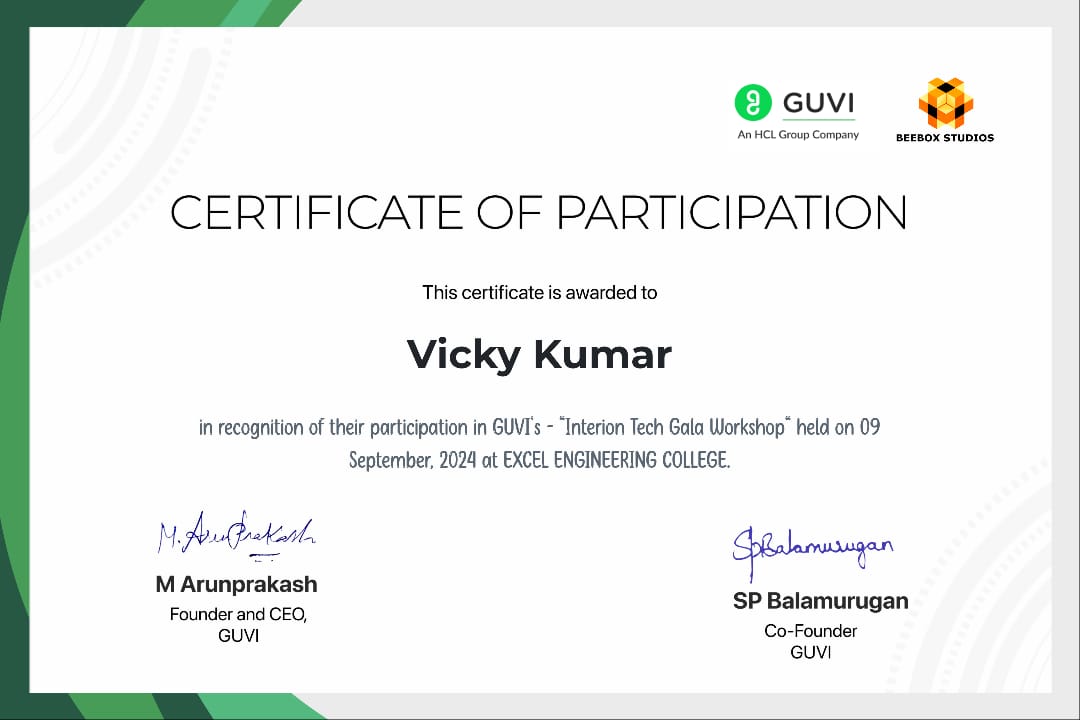 GUVI
An HCL Group Company
BEEBOX STUDIOS
CERTIFICATE OF PARTICIPATION
This certificate is awarded to
Vicky Kumar
in recognition of their participation in GUVI's - "Interion Tech Gala Workshop" held on 09
September, 2024 at EXCEL ENGINEERING COLLEGE.
M. ArunPrakash
M Arunprakash
Founder and CEO,
GUVI
SpBalamurugan
SP Balamurugan
Co-Founder
GUVI